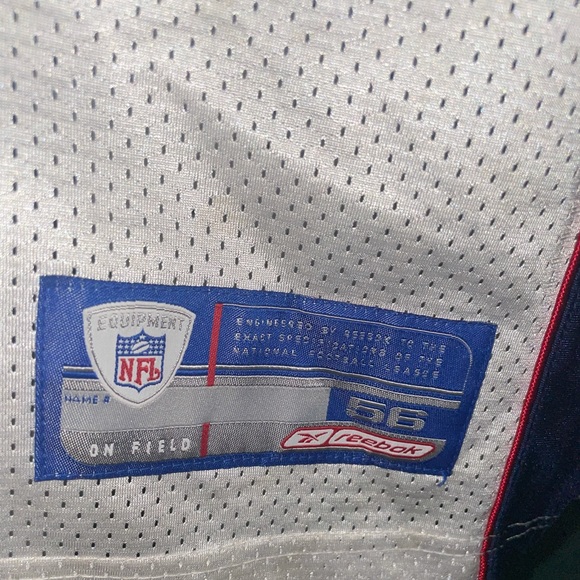 EQUIPMENT
NFL
ENGINEERED BY REEBOK TO THE
EXACT SPECIFICATIONS OF THE
NATIONAL FOOTBALL LEAGUE
NAME #
56
ON FIELD
Reebok